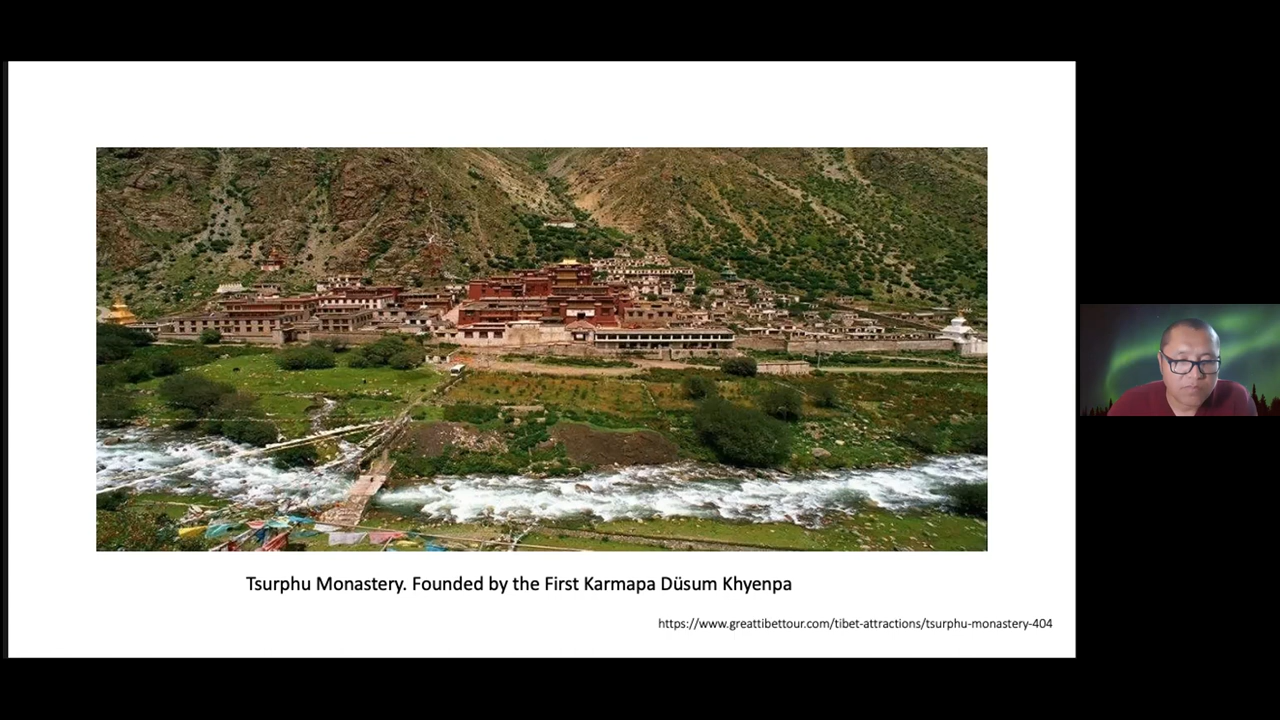 Tsurphu Monastery. Founded by the First Karmapa Düsum Khyenpa
https://www.greattibettour.com/tibet-attractions/tsurphu-monastery-404